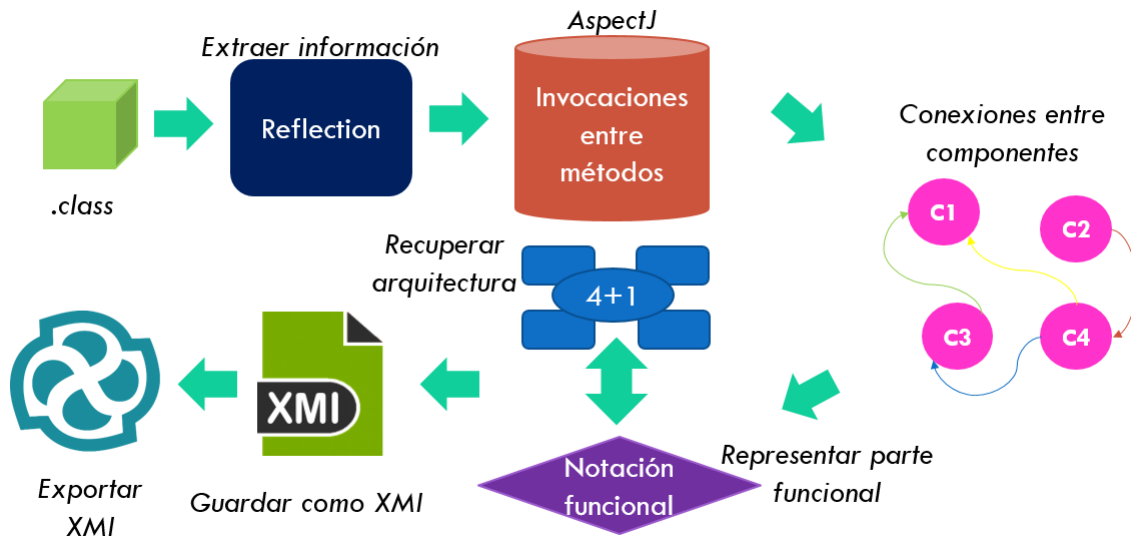 AspectJ
Extraer información
Reflection
Invocaciones
entre
métodos
.class
Conexiones entre
componentes
C1
C2
C3
C4
Recuperar
arquitectura
4+1
XMI
Notación
funcional
Representar parte
funcional
Guardar como XMI
Exportar
XMI